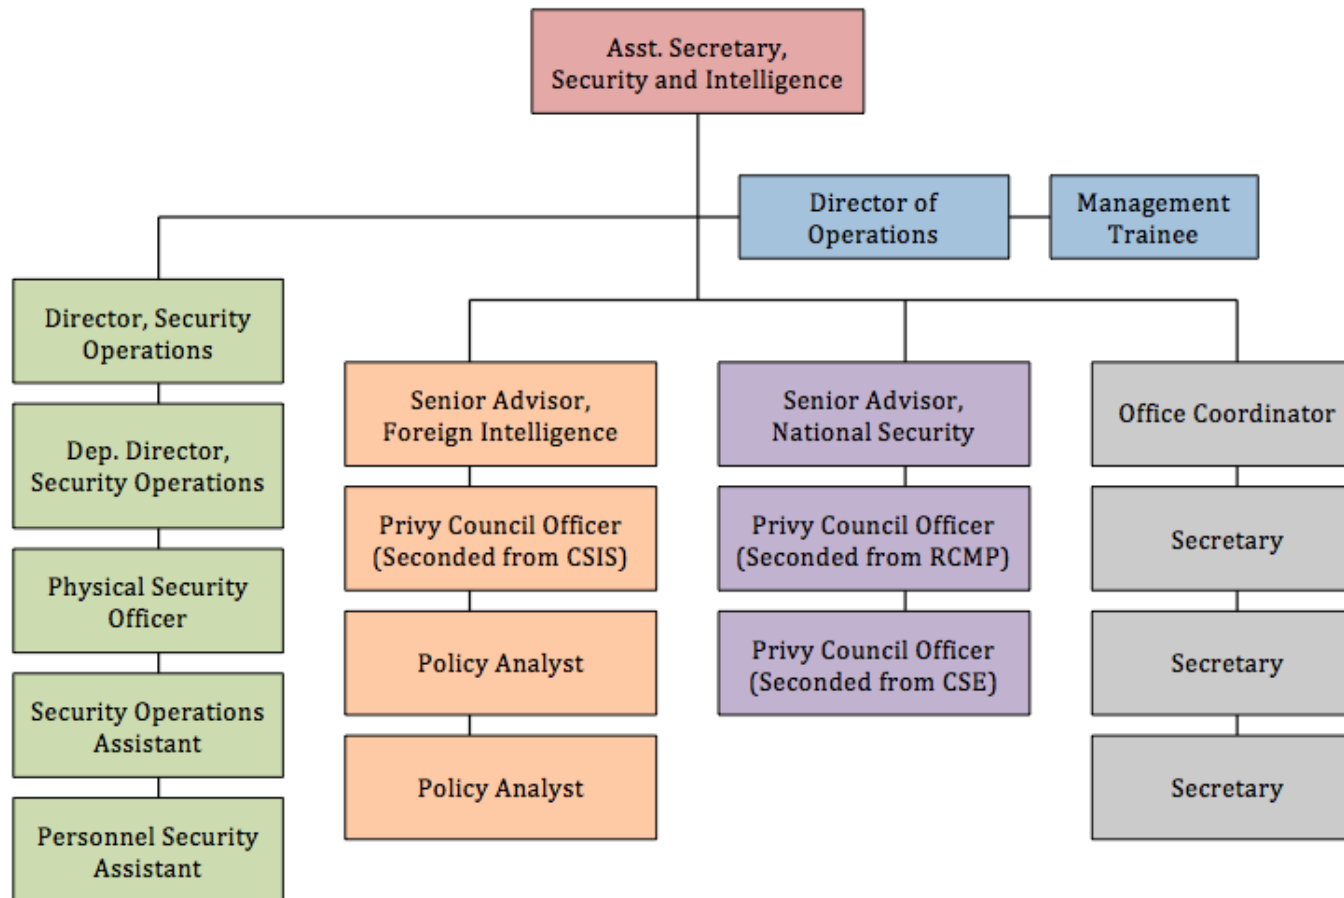 Asst. Secretary,
Security and Intelligence
Director of
Operations
Management
Trainee
Director, Security
Operations
Dep. Director,
Security Operations
Physical Security
Officer
Security Operations
Assistant
Personnel Security
Assistant
Senior Advisor,
Foreign Intelligence
Privy Council Officer
(Seconded from CSIS)
Policy Analyst
Policy Analyst
Senior Advisor,
National Security
Privy Council Officer
(Seconded from RCMP)
Privy Council Officer
(Seconded from CSE)
Office Coordinator
Secretary
Secretary
Secretary